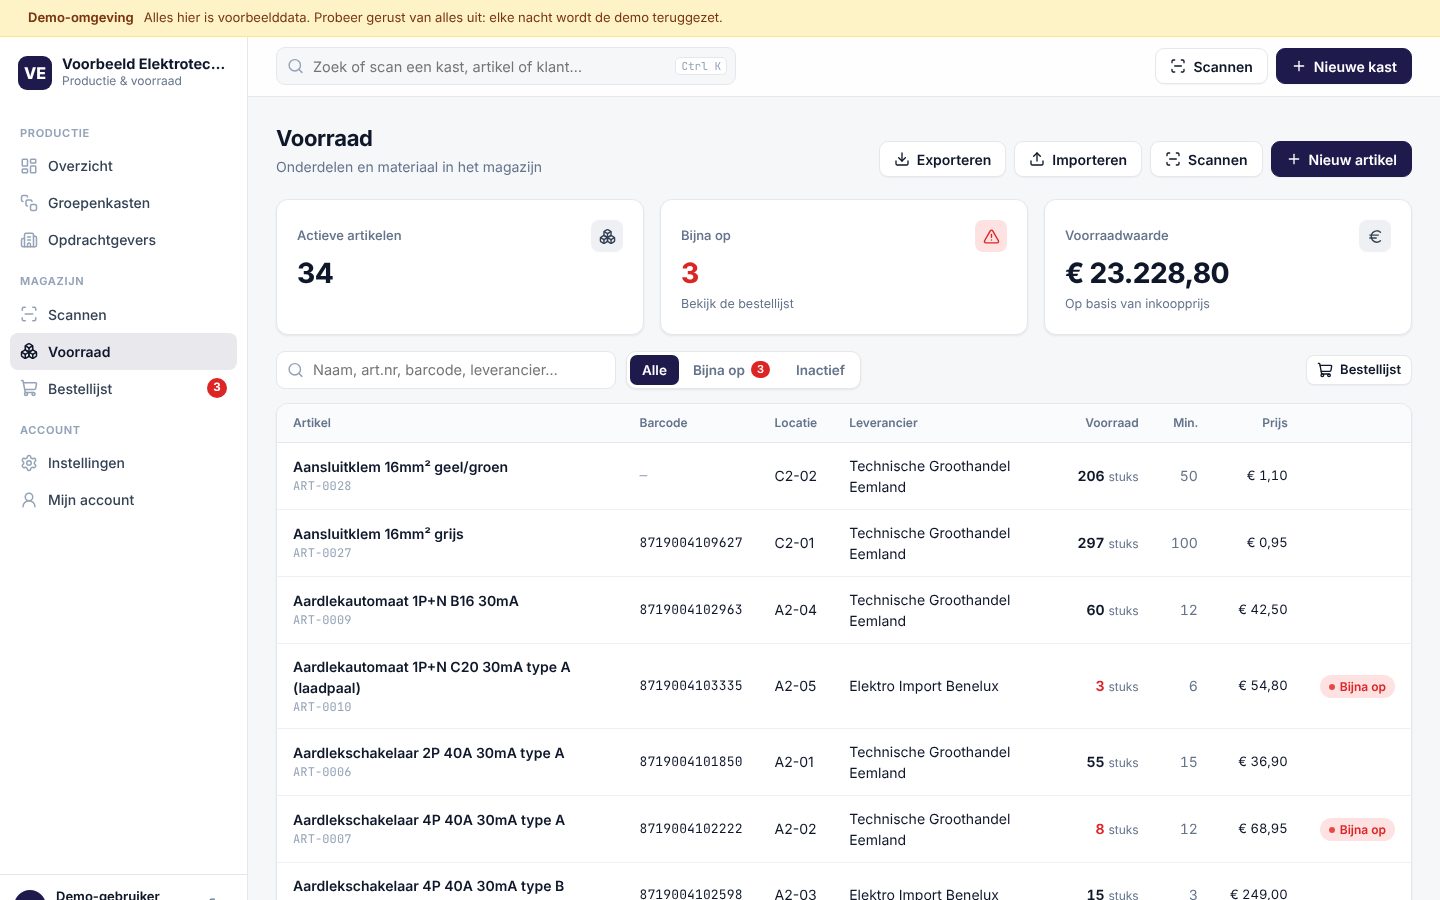 Demo-omgeving Alles hier is voorbeelddata. Probeer gerust van alles uit: elke nacht wordt de demo teruggezet.
VE
Voorbeeld Elektrotec...
Productie & voorraad
Zoek of scan een kast, artikel of klant...
Ctrl K
Scannen
Nieuwe kast
PRODUCTIE
Overzicht
Groepenkasten
Opdrachtgevers
MAGAZIJN
Scannen
Voorraad
Bestellijst 3
ACCOUNT
Instellingen
Mijn account
Demo-gebruiker
Voorraad
Onderdelen en materiaal in het magazijn
Exporteren
Importeren
Scannen
Nieuw artikel
Actieve artikelen
34
Bijna op
3
Bekijk de bestellijst
Voorraadwaarde
€
€ 23.228,80
Op basis van inkoopprijs
Naam, art.nr, barcode, leverancier...
Alle
Bijna op 3
Inactief
Bestellijst
Artikel Barcode Locatie Leverancier Voorraad Min. Prijs
Aansluitklem 16mm² geel/groen
ART-0028
– C2-02
Technische Groothandel
Eemland
206 stuks 50 € 1,10
Aansluitklem 16mm² grijs
ART-0027
8719004109627 C2-01
Technische Groothandel
Eemland
297 stuks 100 € 0,95
Aardlekautomaat 1P+N B16 30mA
ART-0009
8719004102963 A2-04
Technische Groothandel
Eemland
60 stuks 12 € 42,50
Aardlekautomaat 1P+N C20 30mA type A
(laadpaal)
ART-0010
8719004103335 A2-05 Elektro Import Benelux 3 stuks 6 € 54,80 Bijna op
Aardlekschakelaar 2P 40A 30mA type A
ART-0006
8719004101850 A2-01
Technische Groothandel
Eemland
55 stuks 15 € 36,90
Aardlekschakelaar 4P 40A 30mA type A
ART-0007
8719004102222 A2-02
Technische Groothandel
Eemland
8 stuks 12 € 68,95 Bijna op
Aardlekschakelaar 4P 40A 30mA type B
8719004102598 A2-03 Elektro Import Benelux 15 stuks 3 € 249,00